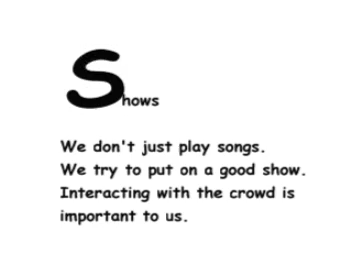 Shows
We don't just play songs.
We try to put on a good show.
Interacting with the crowd is
important to us.